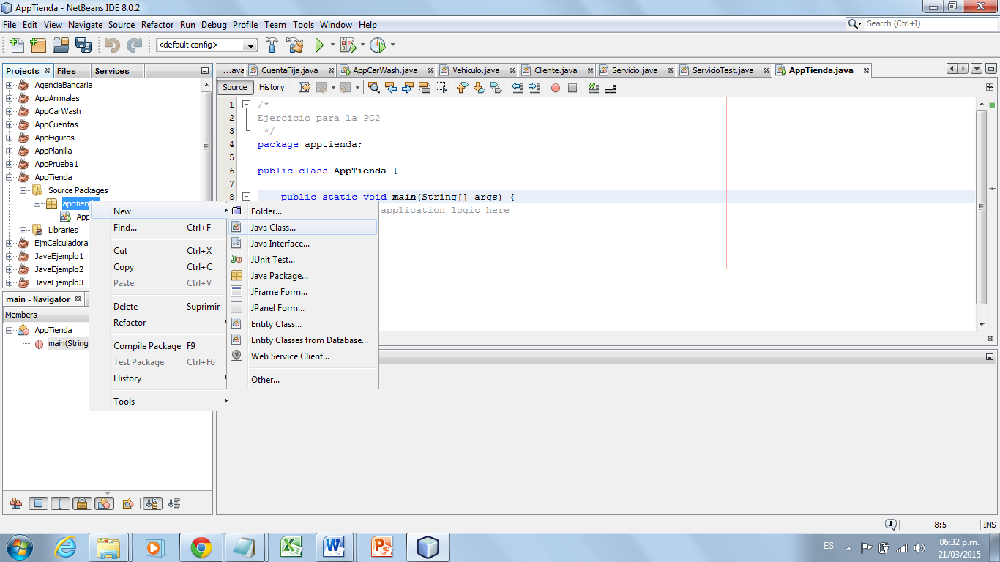 AppTienda - NetBeans IDE 8.0.2
File Edit View Navigate Source Refactor Run Debug Profile Team Tools Window Help
Search (Ctrl+I)
<default config>
Projects Files Services
AgenciaBancaria
AppAnimales
AppCarWash
AppCuentas
AppFiguras
AppPlanilla
AppPrueba1
AppTienda
Source Packages
apptien
App
Libraries
EjmCalculadora
JavaEjemplo1
JavaEjemplo2
JavaEjemplo3
main - Navigator
Members
AppTienda
main(String
...ava CuentaFija.java AppCarWash.java Vehiculo.java Cliente.java Servicio.java ServicioTest.java AppTienda.java
Source History
1 /*
2 Ejercicio para la PC2
3 */
4 package apptienda;
5
6 public class AppTienda {
7
8 public static void main(String[] args) {
application logic here
New
Find... Ctrl+F
Cut Ctrl+X
Copy Ctrl+C
Paste Ctrl+V
Delete Suprimir
Refactor
Compile Package F9
Test Package Ctrl+F6
History
Tools
Folder...
Java Class...
Java Interface...
JUnit Test...
Java Package...
JFrame Form...
JPanel Form...
Entity Class...
Entity Classes from Database...
Web Service Client...
Other...
1 8:5 INS
ES
06:32 p.m.
21/03/2015